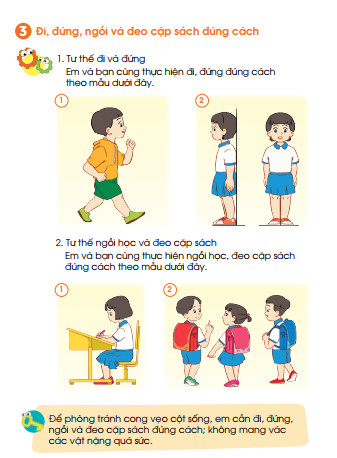 3 Đi, đứng, ngồi và đeo cặp sách đúng cách
1. Tư thế đi và đứng
Em và bạn cùng thực hiện đi, đứng đúng cách
theo mẫu dưới đây.
1
2
2. Tư thế ngồi học và đeo cặp sách
Em và bạn cùng thực hiện ngồi học, đeo cặp sách
đúng cách theo mẫu dưới đây.
1
2
Để phòng tránh cong vẹo cột sống, em cần đi, đứng,
ngồi và đeo cặp sách đúng cách; không mang vác
các vật nặng quá sức.